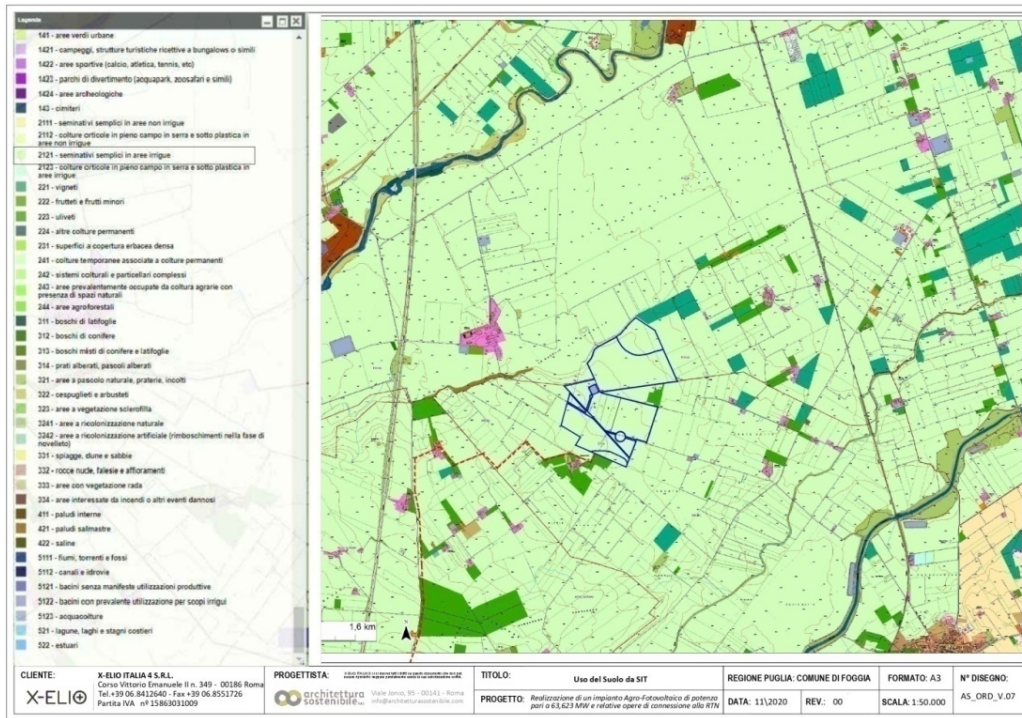 Legenda
141 - aree verdi urbane
1421 - campeggi, strutture turistiche ricettive a bungalows o simili
1422 - aree sportive (calcio, atletica, tennis, etc)
1423 - parchi di divertimento (acquapark, zoosafari e simili)
1424 - aree archeologiche
143 - cimiteri
2111 - seminativi semplici in aree non irrigue
2112 - colture orticole in pieno campo in serra e sotto plastica in
aree non irrigue
2121 - seminativi semplici in aree irrigue
2123 - colture orticole in pieno campo in serra e sotto plastica in
aree irrigue
221 - vigneti
222 - frutteti e frutti minori
223 - uliveti
224 - altre colture permanenti
231 - superfici a copertura erbacea densa
241 - colture temporanee associate a colture permanenti
242 - sistemi colturali e particellari complessi
243 - aree prevalentemente occupate da coltura agrarie con
presenza di spazi naturali
244 - aree agroforestali
311 - boschi di latifoglie
312 - boschi di conifere
313 - boschi misti di conifere e latifoglie
314 - prati alberati, pascoli alberati
321 - aree a pascolo naturale, praterie, incolti
322 - cespuglieti e arbusteti
323 - aree a vegetazione sclerofilla
3241 - aree a ricolonizzazione naturale
3242 - aree a ricolonizzazione artificiale (rimboschimenti nella fase di
novelleto)
331 - spiagge, dune e sabbie
332 - rocce nude, falesie e affioramenti
333 - aree con vegetazione rada
334 - aree interessate da incendi o altri eventi dannosi
411 - paludi interne
421 - paludi salmastre
422 - saline
5111 - fiumi, torrenti e fossi
5112 - canali e idrovie
5121 - bacini senza manifeste utilizzazioni produttive
5122 - bacini con prevalente utilizzazione per scopi irrigui
5123 - acquacolture
521 - lagune, laghi e stagni costieri
522 - estuari
1,6 km
CLIENTE:
X-ELIO
X-ELIO ITALIA 4 S.R.L.
Corso Vittorio Emanuele II n. 349 - 00186 Roma
Tel.+39 06.8412640 - Fax +39 06.8551726
Partita IVA n° 15863031009
PROGETTISTA:
architettura
sostenibile
Viale Jonio, 95 - 00141 - Roma
info@architetturasostenibile.com
TITOLO: Uso del Suolo da SIT
PROGETTO: Realizzazione di un impianto Agro-Fotovoltaico di potenza
pari a 63,623 MW e relative opere di connessione alla RTN
REGIONE PUGLIA: COMUNE DI FOGGIA
DATA: 11\2020
REV.: 00
FORMATO: A3
SCALA: 1:50.000
N° DISEGNO:
AS_ORD_V.07